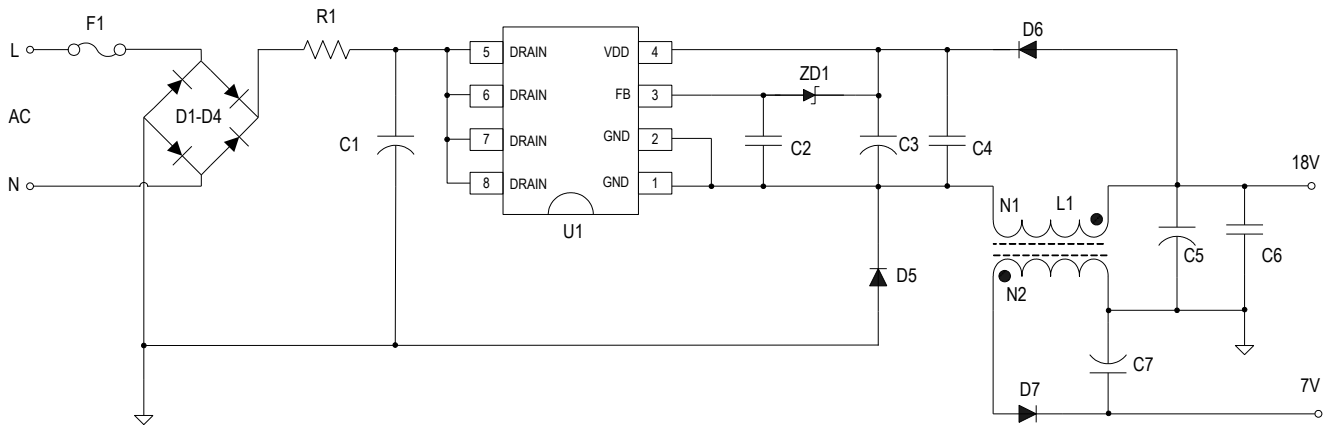 F1
R1
L
AC
N
D1-D4
C1
5 DRAIN
6 DRAIN
7 DRAIN
8 DRAIN
VDD 4
FB 3
GND 2
GND 1
U1
ZD1
C2
C3
C4
D6
D5
N1
L1
N2
C5
C6
18V
C7
D7
7V